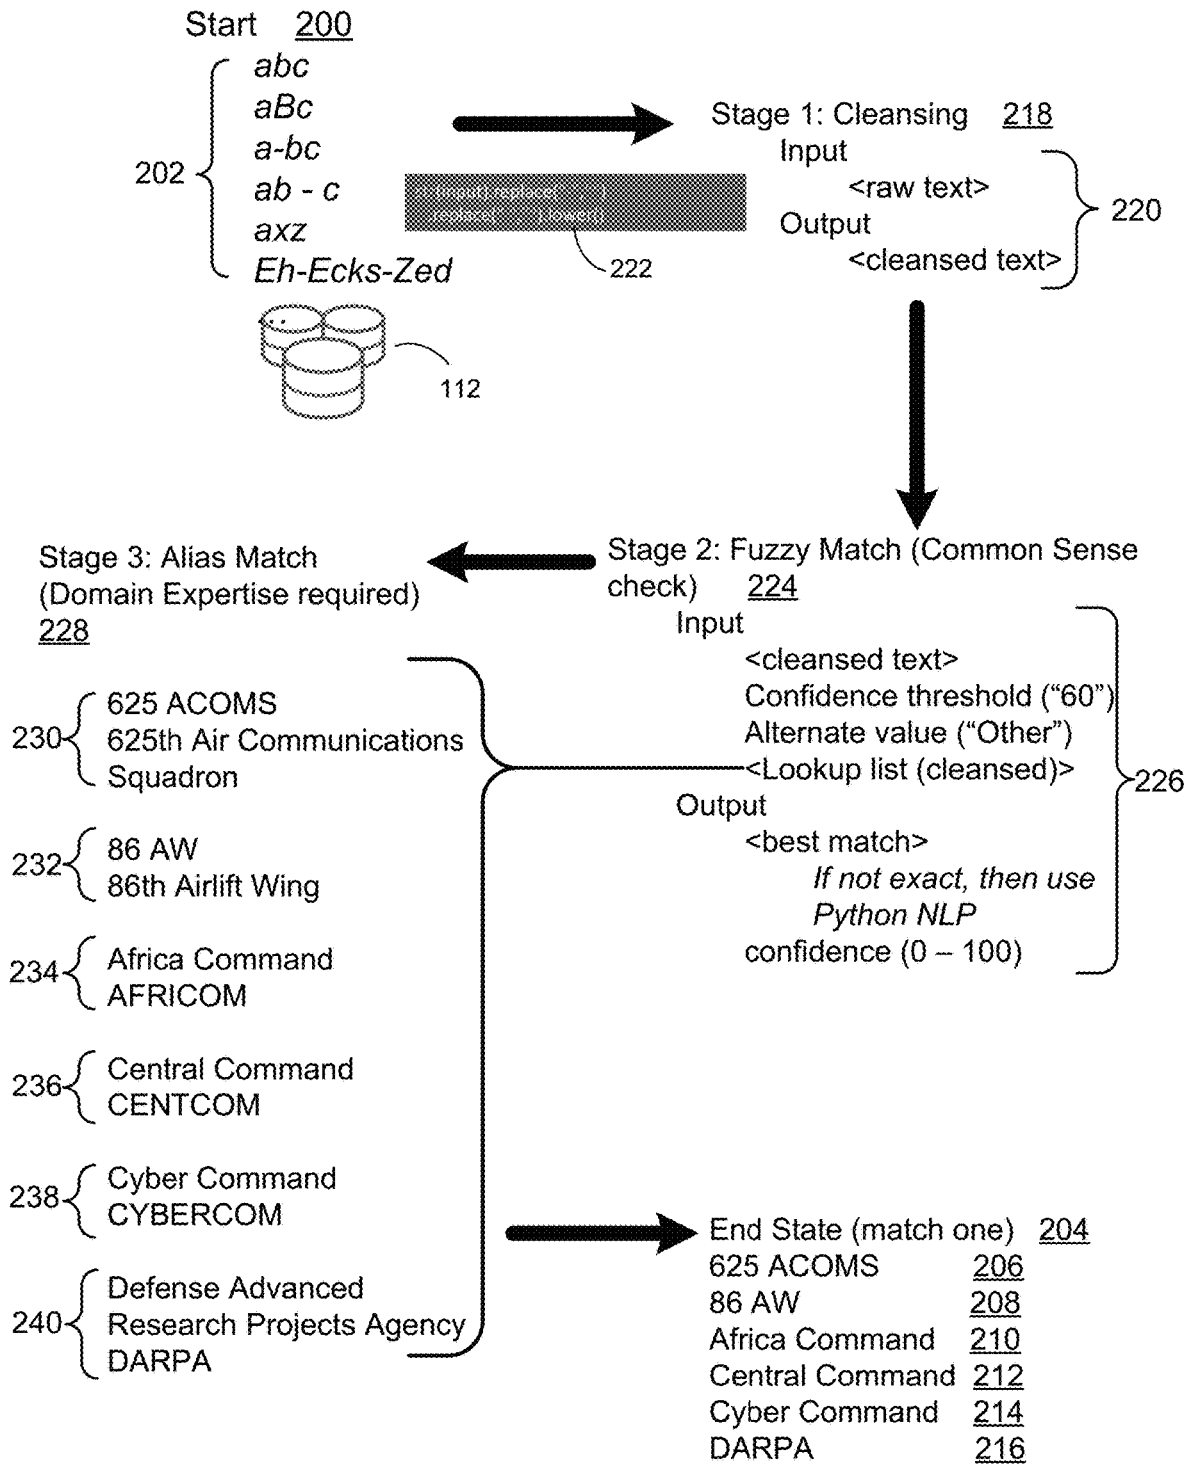 Start 200
202
abc
aBc
a-bc
ab - c
axz
Eh-Ecks-Zed
...
112
222
Stage 1: Cleansing 218
Input
<raw text>
Output
<cleansed text>
220
Stage 2: Fuzzy Match (Common Sense
check) 224
Input
<cleansed text>
Confidence threshold (“60”)
Alternate value (“Other”)
<Lookup list (cleansed)>
Output
<best match>
If not exact, then use
Python NLP
confidence (0 – 100)
226
Stage 3: Alias Match
(Domain Expertise required)
228
230
625 ACOMS
625th Air Communications
Squadron
232
86 AW
86th Airlift Wing
234
Africa Command
AFRICOM
236
Central Command
CENTCOM
238
Cyber Command
CYBERCOM
240
Defense Advanced
Research Projects Agency
DARPA
End State (match one) 204
625 ACOMS 206
86 AW 208
Africa Command 210
Central Command 212
Cyber Command 214
DARPA 216